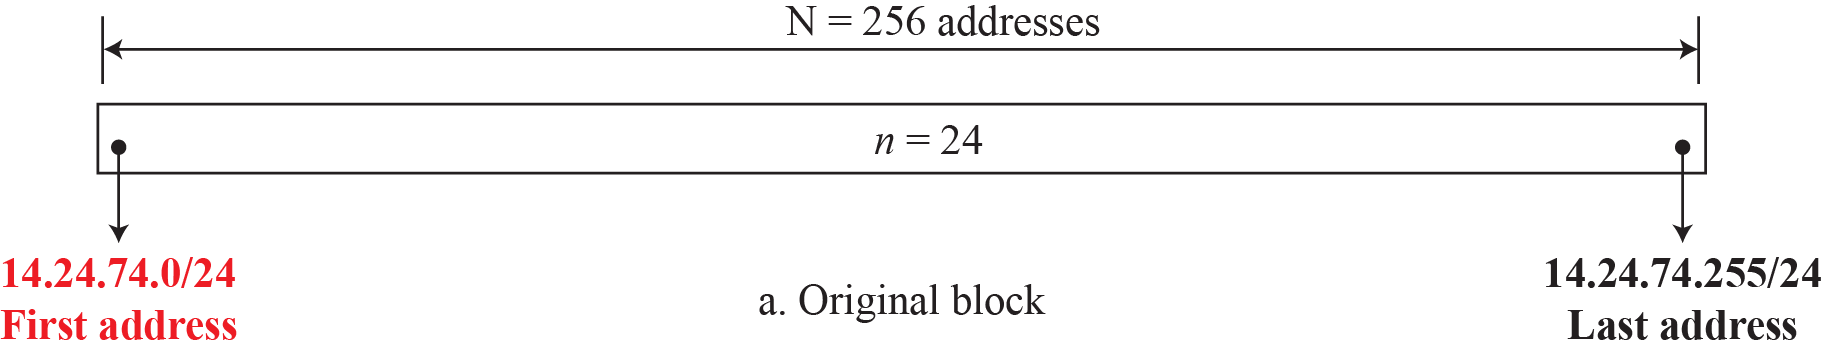 N = 256 addresses
n = 24
14.24.74.0/24
First address
a. Original block
14.24.74.255/24
Last address